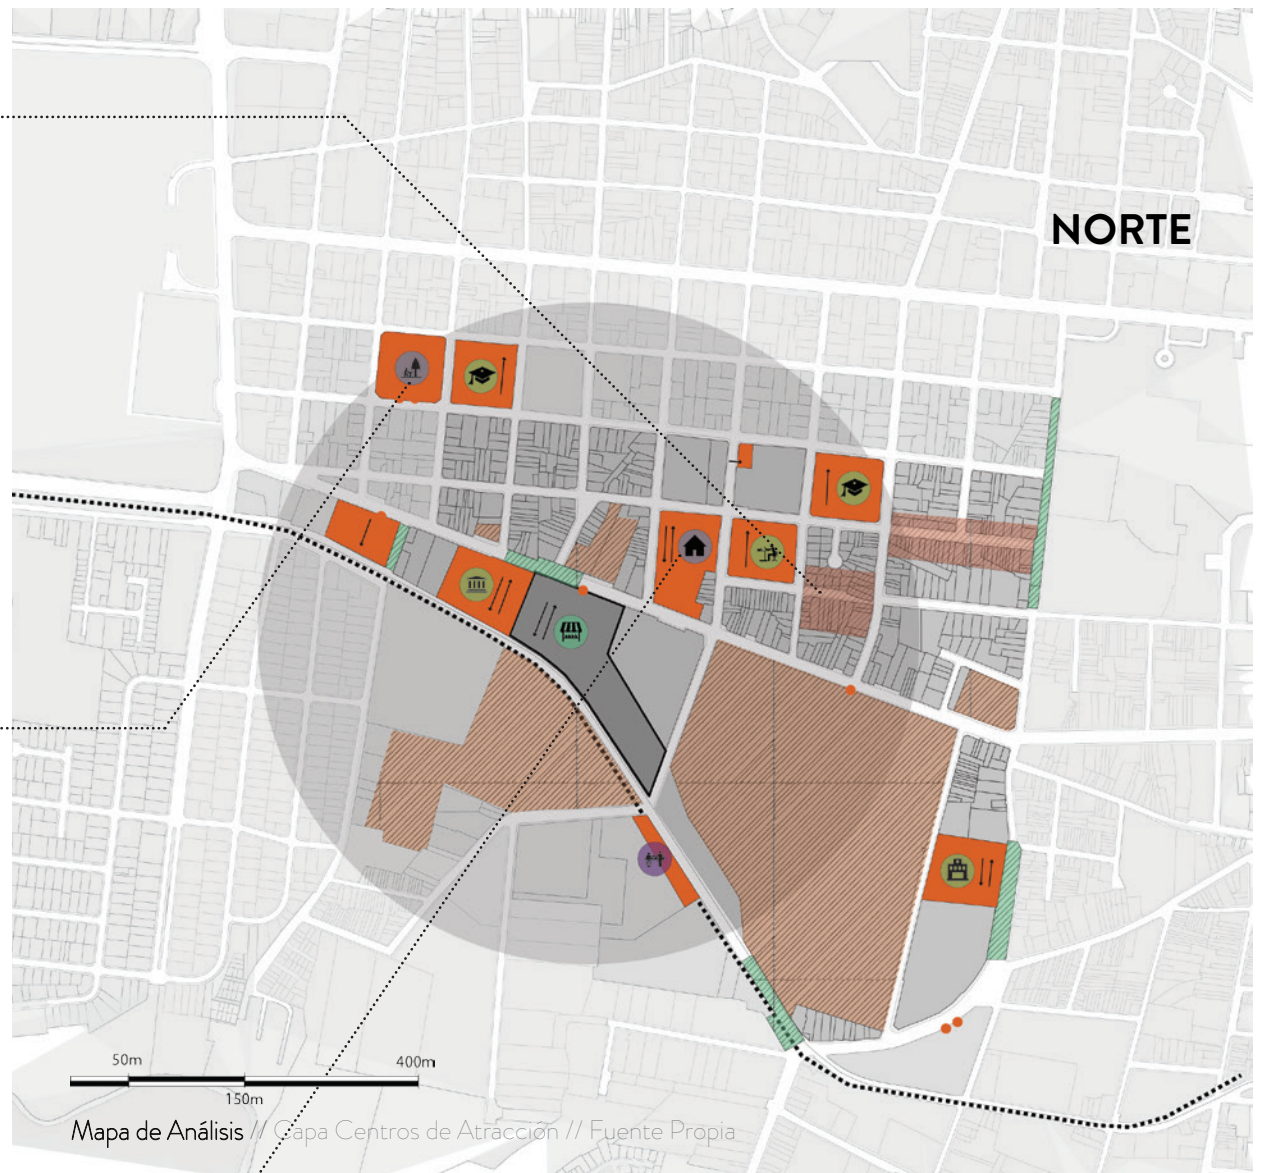 NORTE
50m
400m
150m
Mapa de Análisis // Capa Centros de Atracción // Fuente Propia